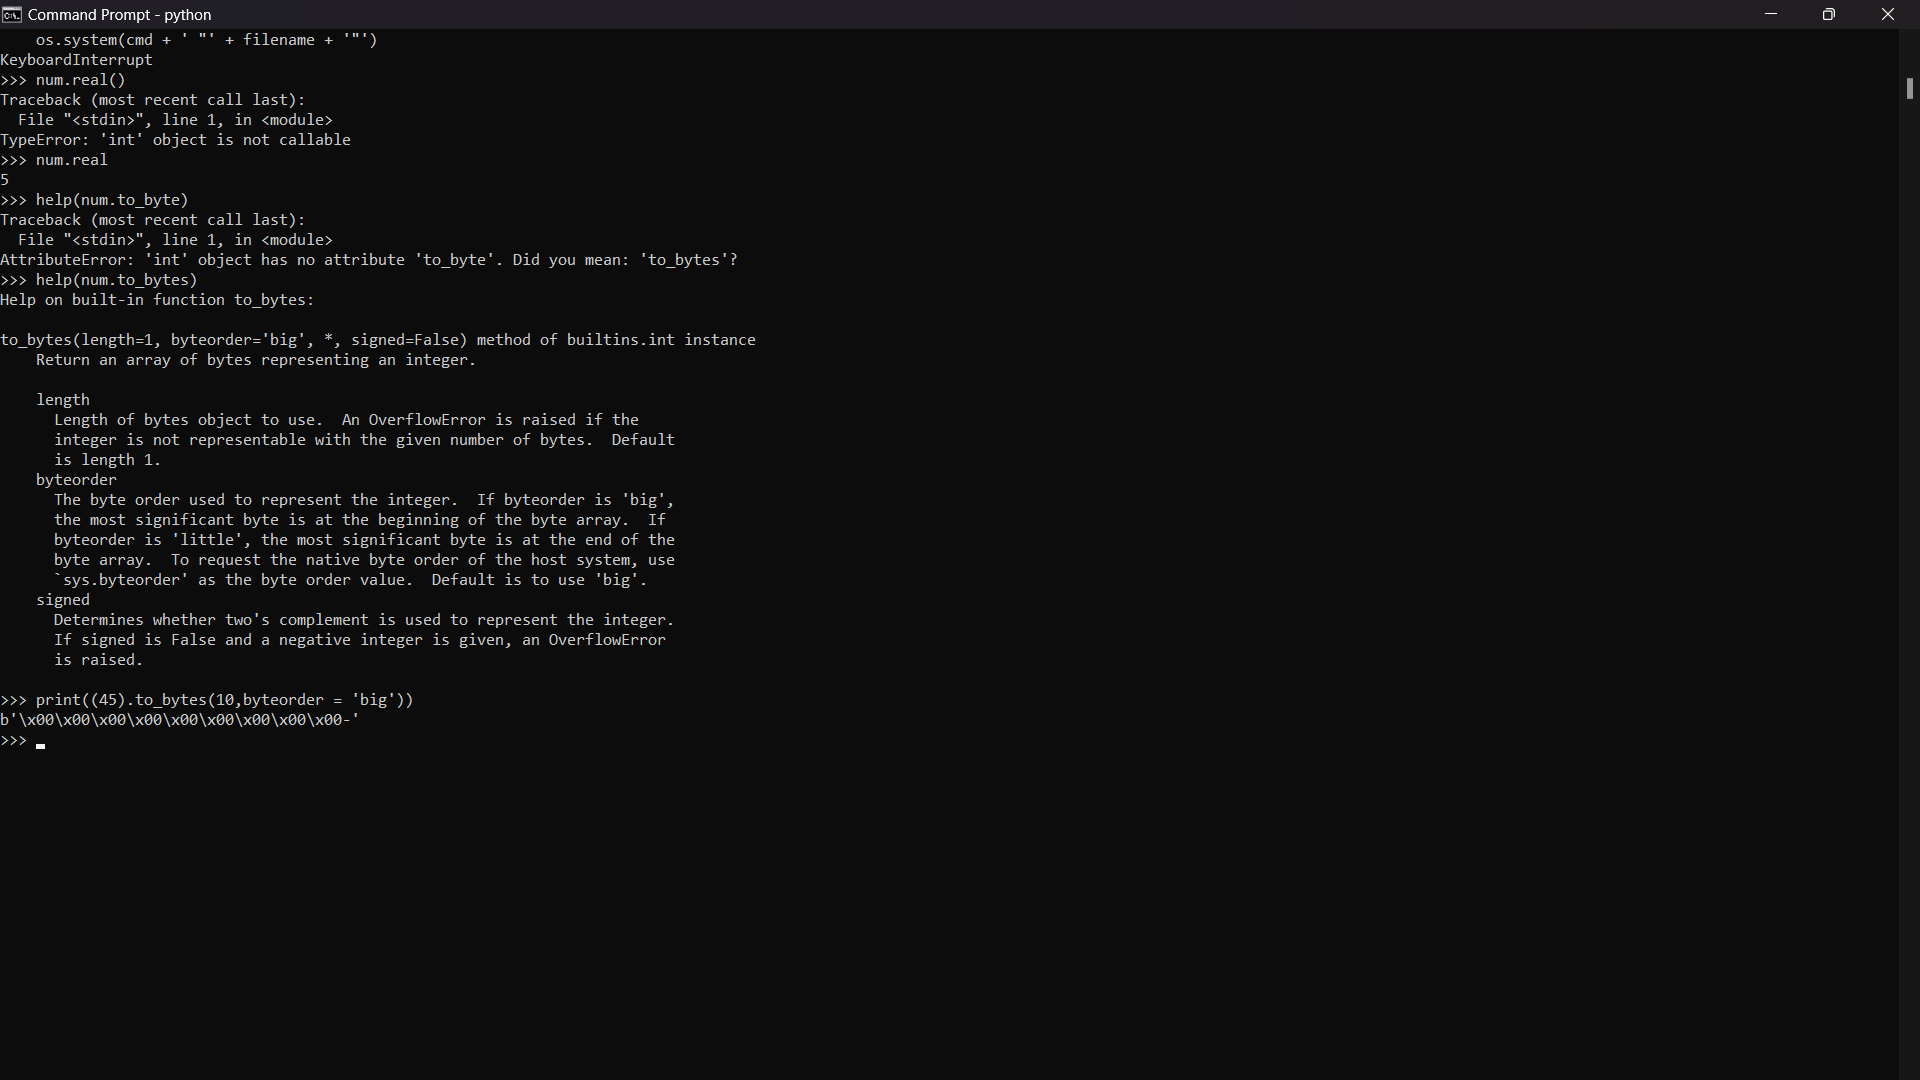 Command Prompt - python
    os.system(cmd + ' "' + filename + '"')
KeyboardInterrupt
>>> num.real()
Traceback (most recent call last):
  File "<stdin>", line 1, in <module>
TypeError: 'int' object is not callable
>>> num.real
5
>>> help(num.to_byte)
Traceback (most recent call last):
  File "<stdin>", line 1, in <module>
AttributeError: 'int' object has no attribute 'to_byte'. Did you mean: 'to_bytes'?
>>> help(num.to_bytes)
Help on built-in function to_bytes:

to_bytes(length=1, byteorder='big', *, signed=False) method of builtins.int instance
    Return an array of bytes representing an integer.

    length
      Length of bytes object to use.  An OverflowError is raised if the
      integer is not representable with the given number of bytes.  Default
      is length 1.
    byteorder
      The byte order used to represent the integer.  If byteorder is 'big',
      the most significant byte is at the beginning of the byte array.  If
      byteorder is 'little', the most significant byte is at the end of the
      byte array.  To request the native byte order of the host system, use
      `sys.byteorder' as the byte order value.  Default is to use 'big'.
    signed
      Determines whether two's complement is used to represent the integer.
      If signed is False and a negative integer is given, an OverflowError
      is raised.

>>> print((45).to_bytes(10,byteorder = 'big'))
b'\x00\x00\x00\x00\x00\x00\x00\x00\x00-'
>>>